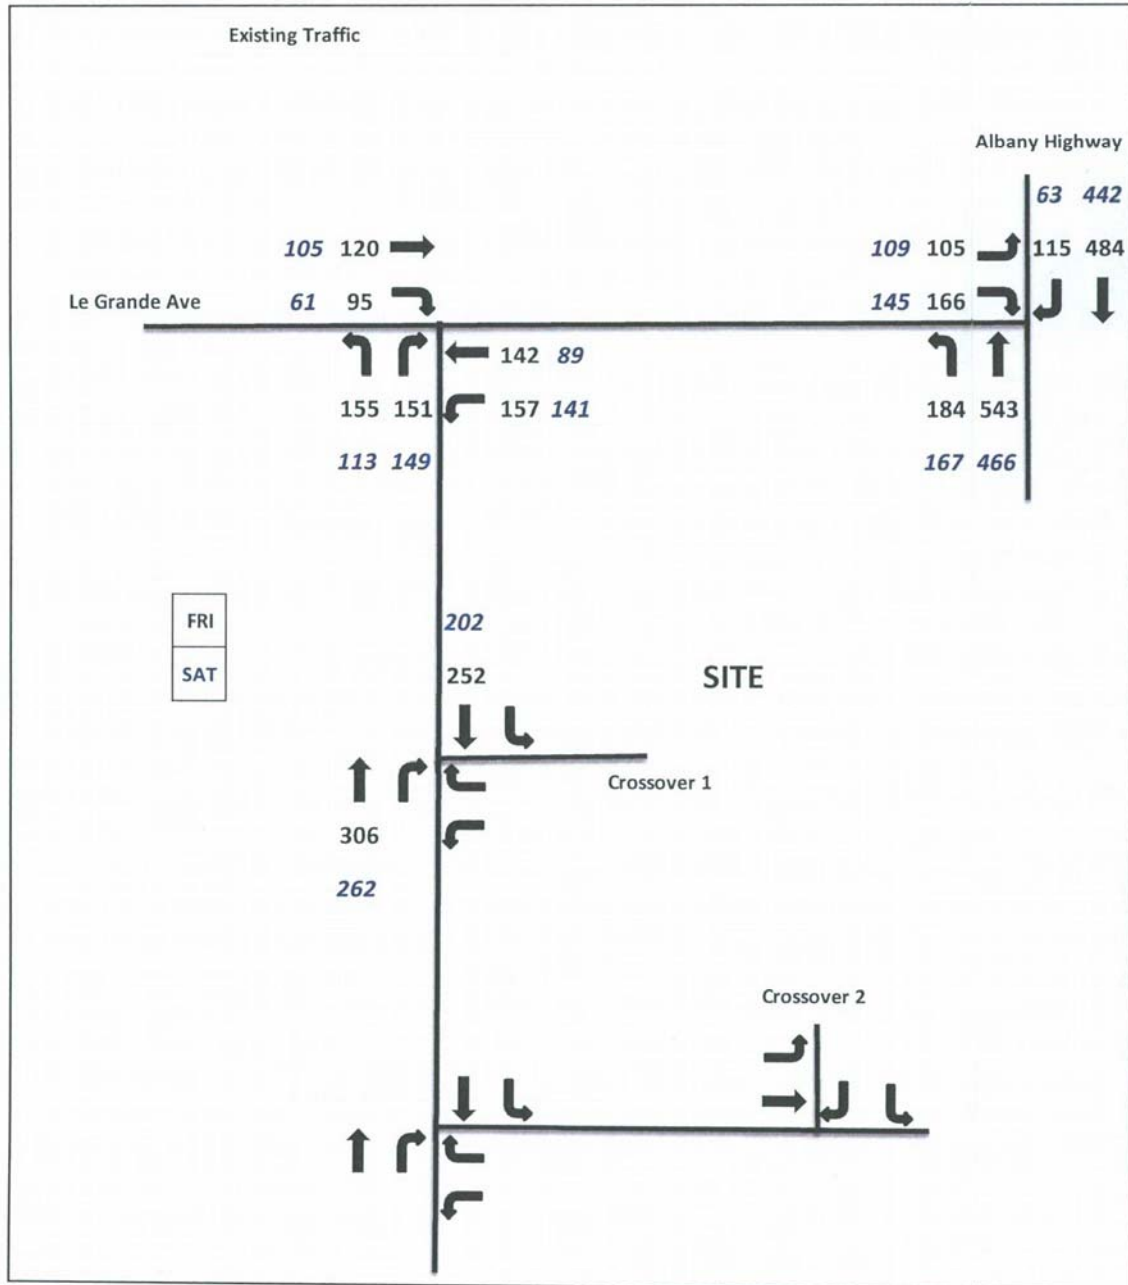 Existing Traffic
Albany Highway
63 442
105 120
109 105
115 484
Le Grande Ave
61 95
145 166
142 89
155 151
157 141
184 543
113 149
167 466
FRI
SAT
202
252
SITE
Crossover 1
306
262
Crossover 2